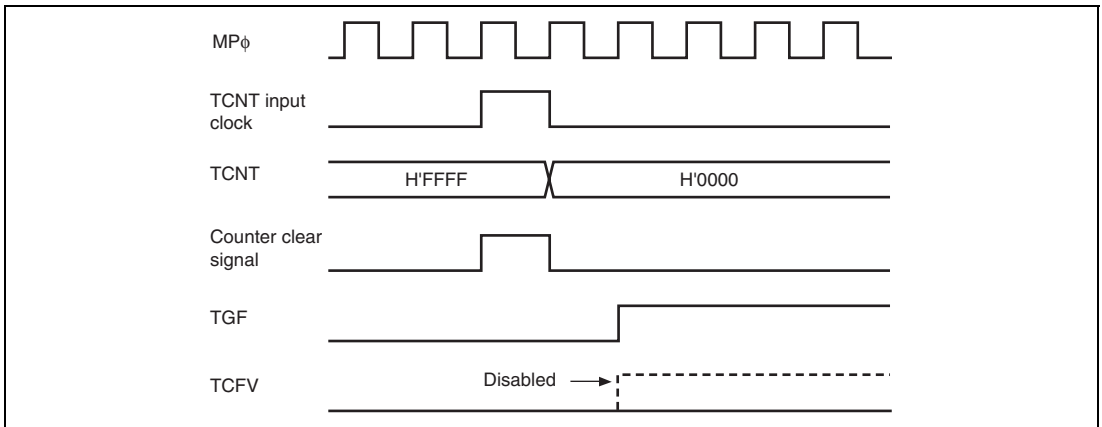 MPϕ
TCNT input
clock
TCNT
H'FFFF
H'0000
Counter clear
signal
TGF
Disabled
TCFV